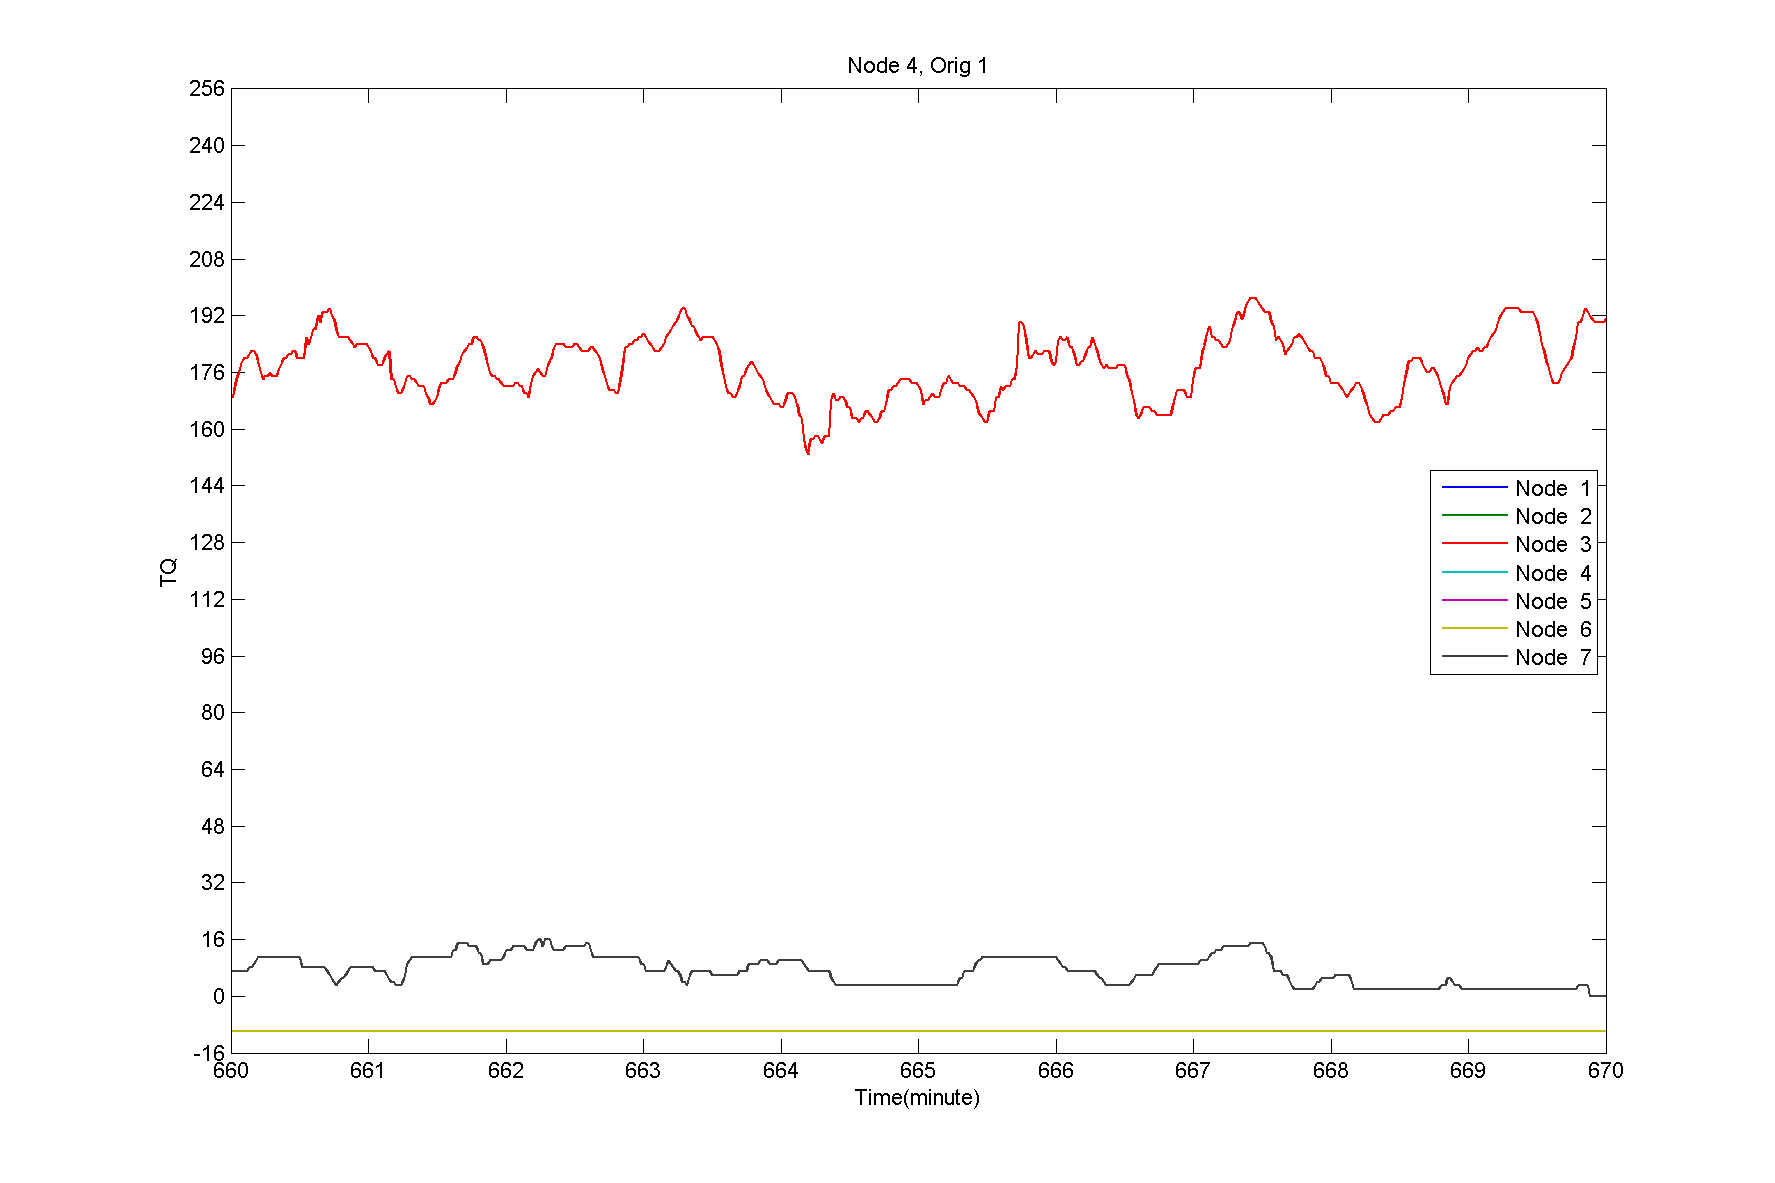 Node 4, Orig 1
256
240
224
208
192
176
160
144
128
112
96
80
64
48
32
16
0
-16
TQ
Node 1
Node 2
Node 3
Node 4
Node 5
Node 6
Node 7
660 661 662 663 664 665 666 667 668 669 670
Time(minute)